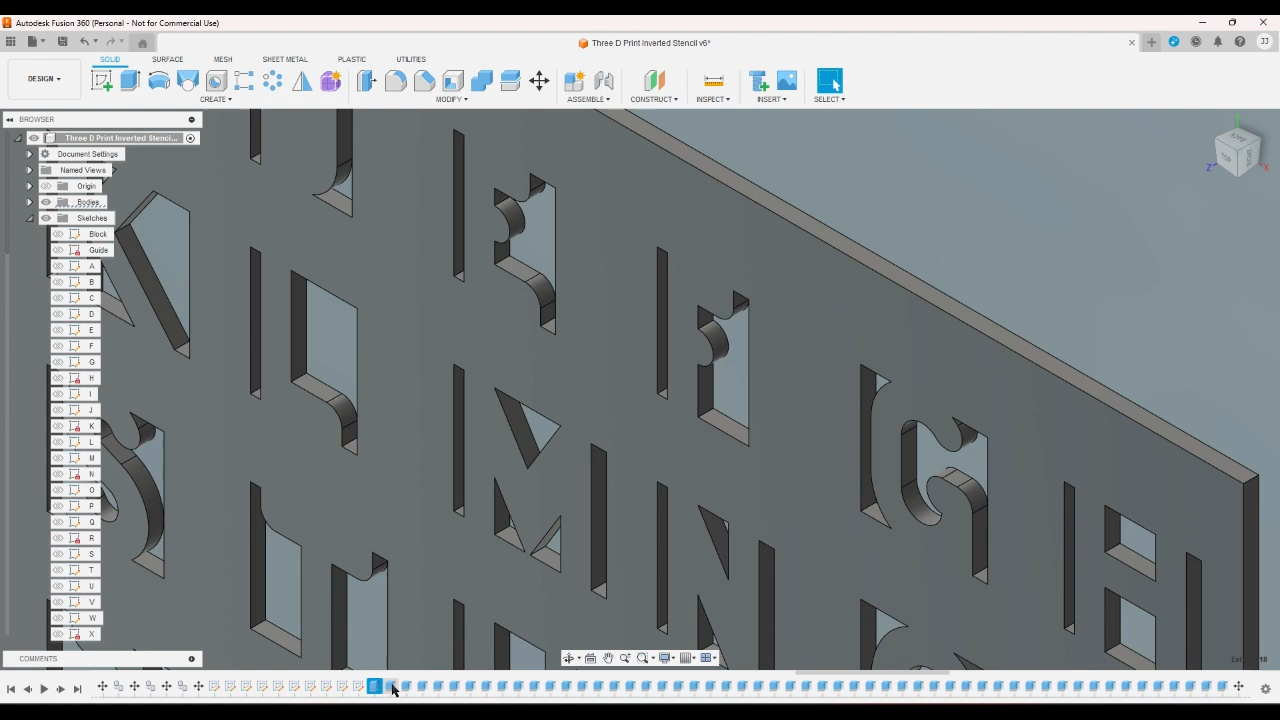 Autodesk Fusion 360 (Personal - Not for Commercial Use)
Three D Print Inverted Stencil v6*
JJ
DESIGN
SOLID SURFACE MESH SHEET METAL PLASTIC UTILITIES
CREATE MODIFY ASSEMBLE CONSTRUCT INSPECT INSERT SELECT
BROWSER
Three D Print Inverted Stenci...
Document Settings
Named Views
Origin
Bodies
Sketches
Block
Guide
A
B
C
D
E
F
G
H
I
J
K
L
M
N
O
P
Q
R
S
T
U
V
W
X
TOP
Z
X
COMMENTS